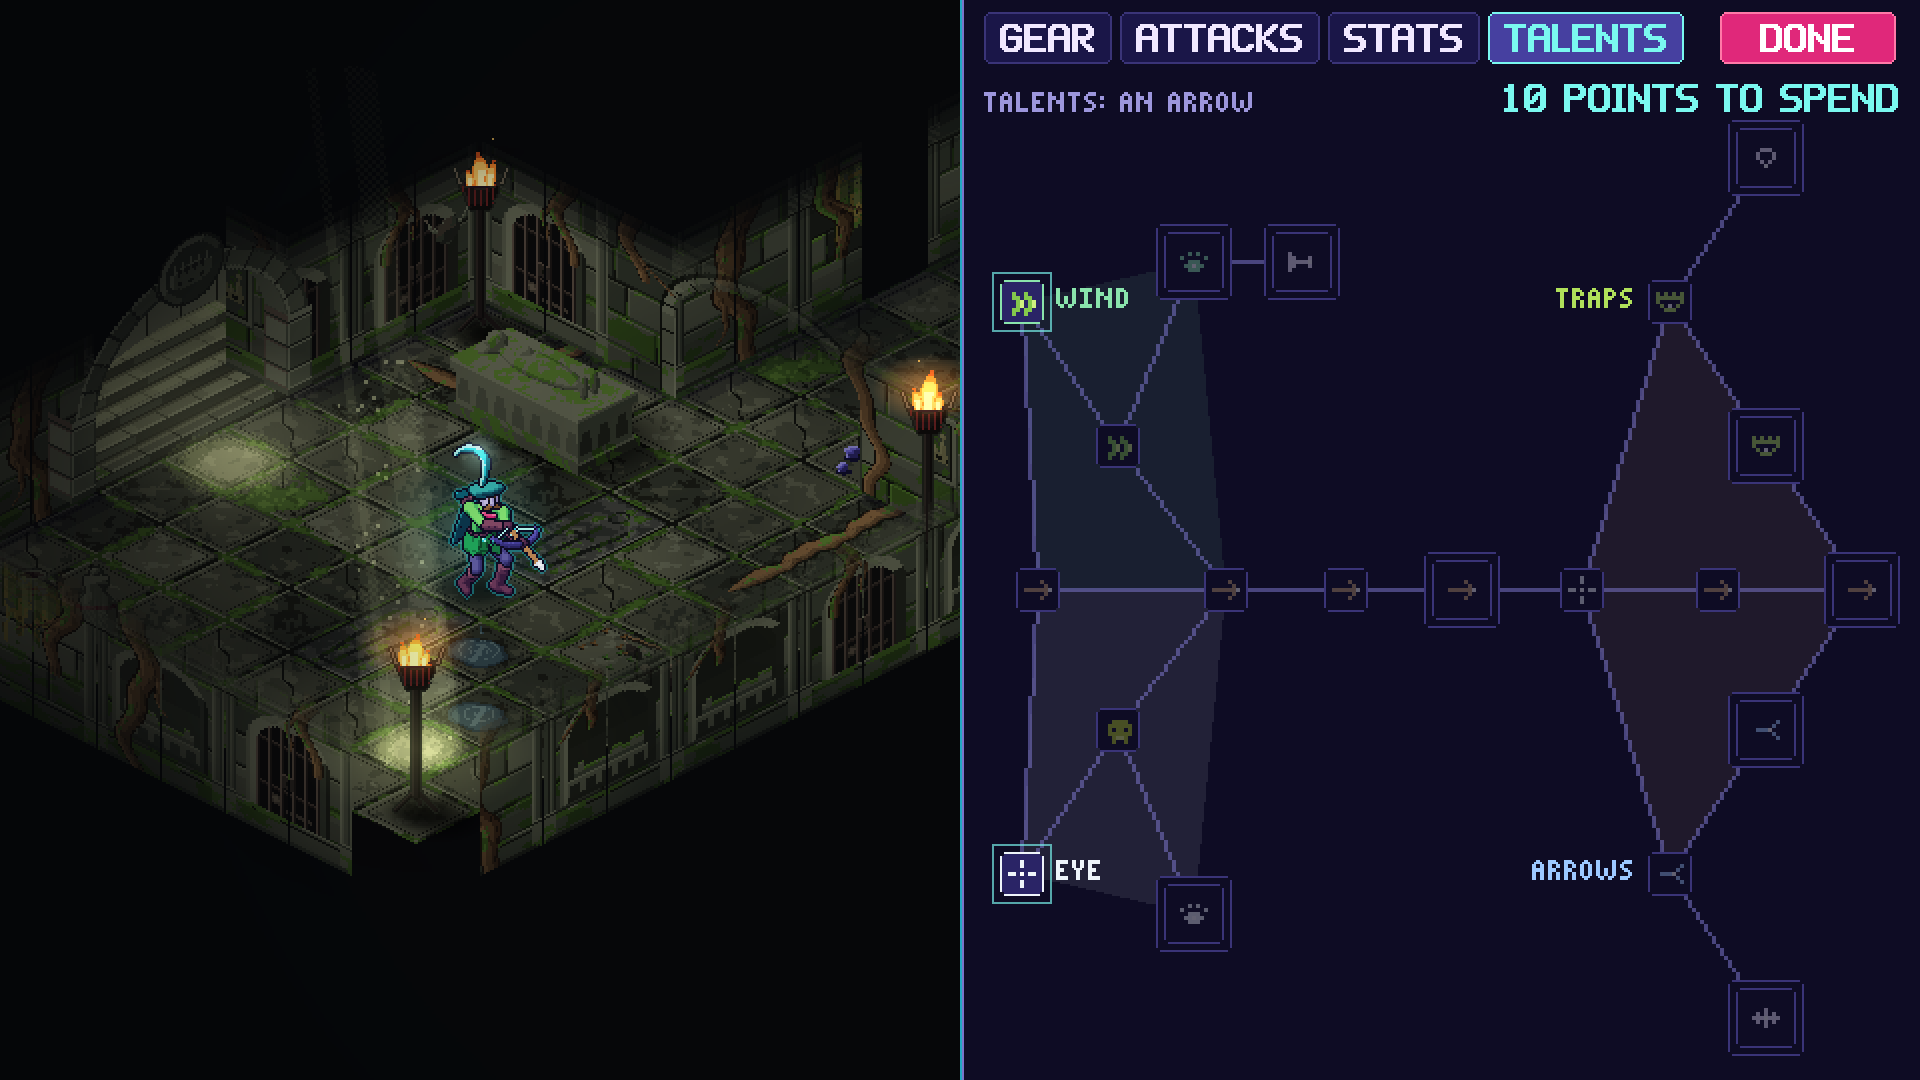 GEAR ATTACKS STATS TALENTS DONE
TALENTS: AN ARROW 10 POINTS TO SPEND
WIND TRAPS
EYE ARROWS